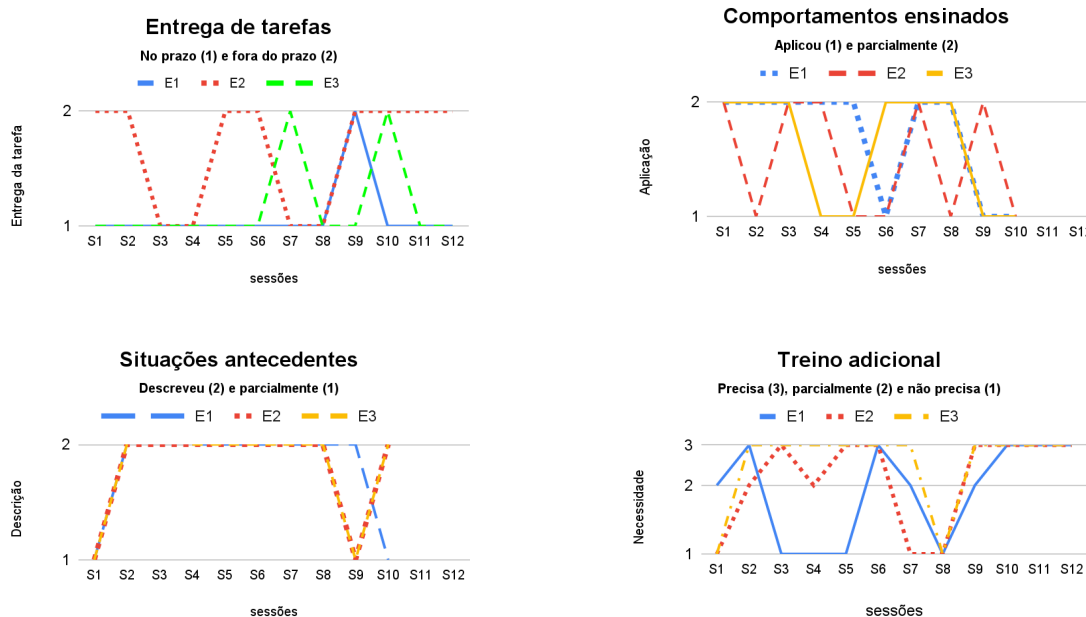 Entrega de tarefas
No prazo (1) e fora do prazo (2)
E1 E2 E3
Entrega da tarefa
2
1
S1 S2 S3 S4 S5 S6 S7 S8 S9 S10 S11 S12
sessões
Comportamentos ensinados
Aplicou (1) e parcialmente (2)
E1 E2 E3
Aplicação
2
1
S1 S2 S3 S4 S5 S6 S7 S8 S9 S10 S11
sessões
Situações antecedentes
Descreveu (2) e parcialmente (1)
E1 E2 E3
Descrição
2
1
S1 S2 S3 S4 S5 S6 S7 S8 S9 S10 S11 S12
sessões
Treino adicional
Precisa (3), parcialmente (2) e não precisa (1)
E1 E2 E3
Necessidade
3
2
1
S1 S2 S3 S4 S5 S6 S7 S8 S9 S10 S11 S12
sessões